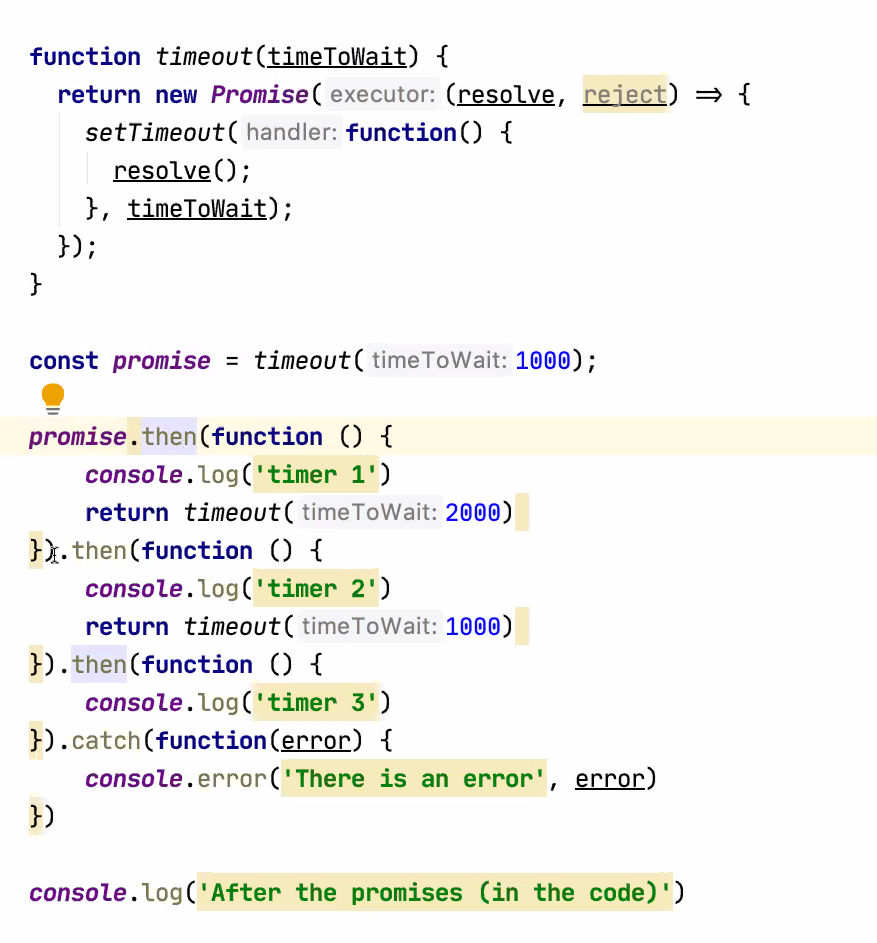 function timeout(timeToWait) {
  return new Promise( executor: (resolve, reject) => {
    setTimeout( handler: function() {
      resolve();
    }, timeToWait);
  });
}

const promise = timeout( timeToWait: 1000);

promise.then(function () {
    console.log('timer 1')
    return timeout( timeToWait: 2000)
}).then(function () {
    console.log('timer 2')
    return timeout( timeToWait: 1000)
}).then(function () {
    console.log('timer 3')
}).catch(function(error) {
    console.error('There is an error', error)
})

console.log('After the promises (in the code)')